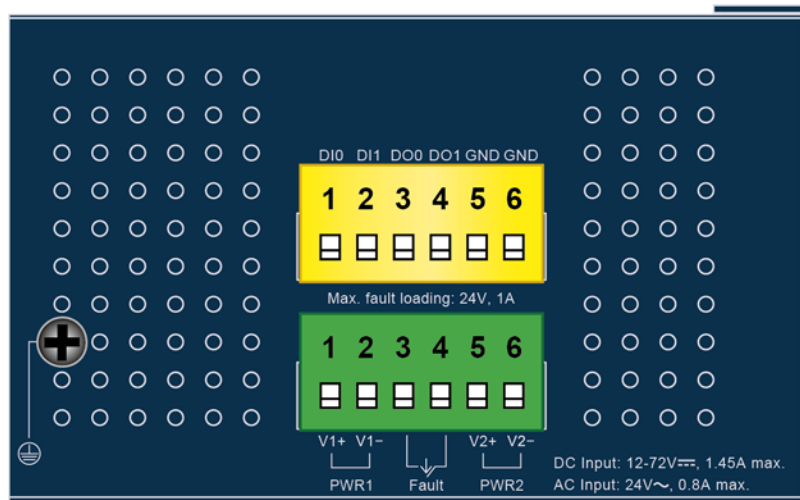 DI0 DI1 DO0 DO1 GND GND
1 2 3 4 5 6
Max. fault loading: 24V, 1A
1 2 3 4 5 6
V1+ V1− V2+ V2−
PWR1 Fault PWR2
DC Input: 12-72V⎓, 1.45A max.
AC Input: 24V～, 0.8A max.